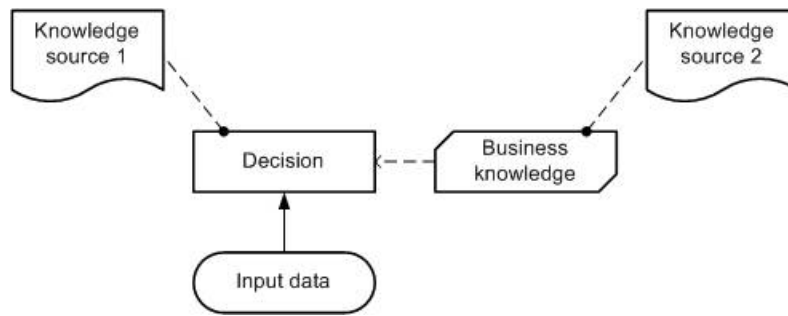 Knowledge
source 1
Knowledge
source 2
Decision
Business
knowledge
Input data